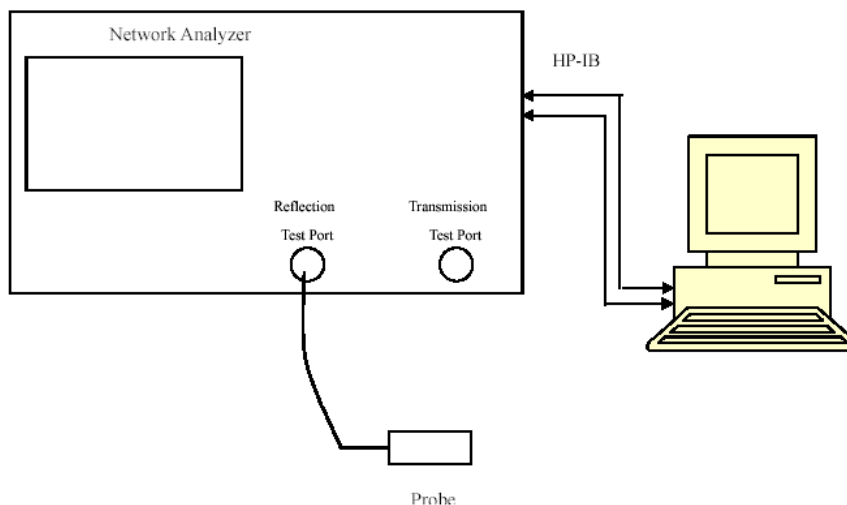 Network Analyzer
HP-IB
Reflection
Test Port
Transmission
Test Port
Probe